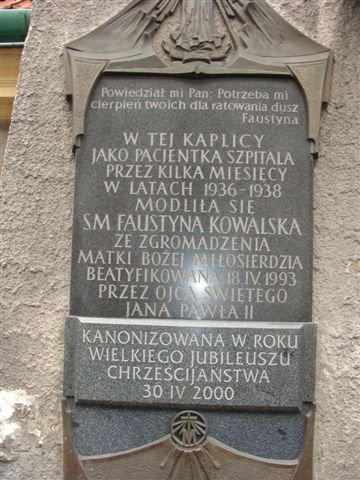 Powiedział mi Pan: Potrzeba mi
cierpień twoich dla ratowania dusz
Faustyna
W TEJ KAPLICY
JAKO PACJENTKA SZPITALA
PRZEZ KILKA MIESIĘCY
W LATACH 1936-1938
MODLIŁA SIĘ
SM FAUSTYNA KOWALSKA
ZE ZGROMADZENIA
MATKI BOŻEJ MIŁOSIERDZIA
BEATYFIKOWANA 18.IV.1993
PRZEZ OJCA ŚWIĘTEGO
JANA PAWŁA II
KANONIZOWANA W ROKU
WIELKIEGO JUBILEUSZU
CHRZEŚCIJAŃSTWA
30 IV 2000